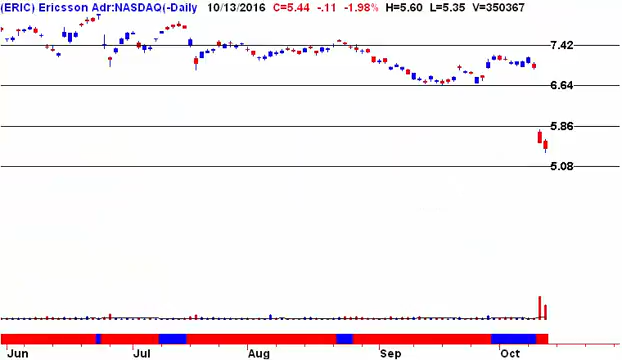 (ERIC) Ericsson Adr:NASDAQ(-Daily 10/13/2016 C=5.44 -.11 -1.98% H=5.60 L=5.35 V=350367
7.42
6.64
5.86
5.08
Jun Jul Aug Sep Oct